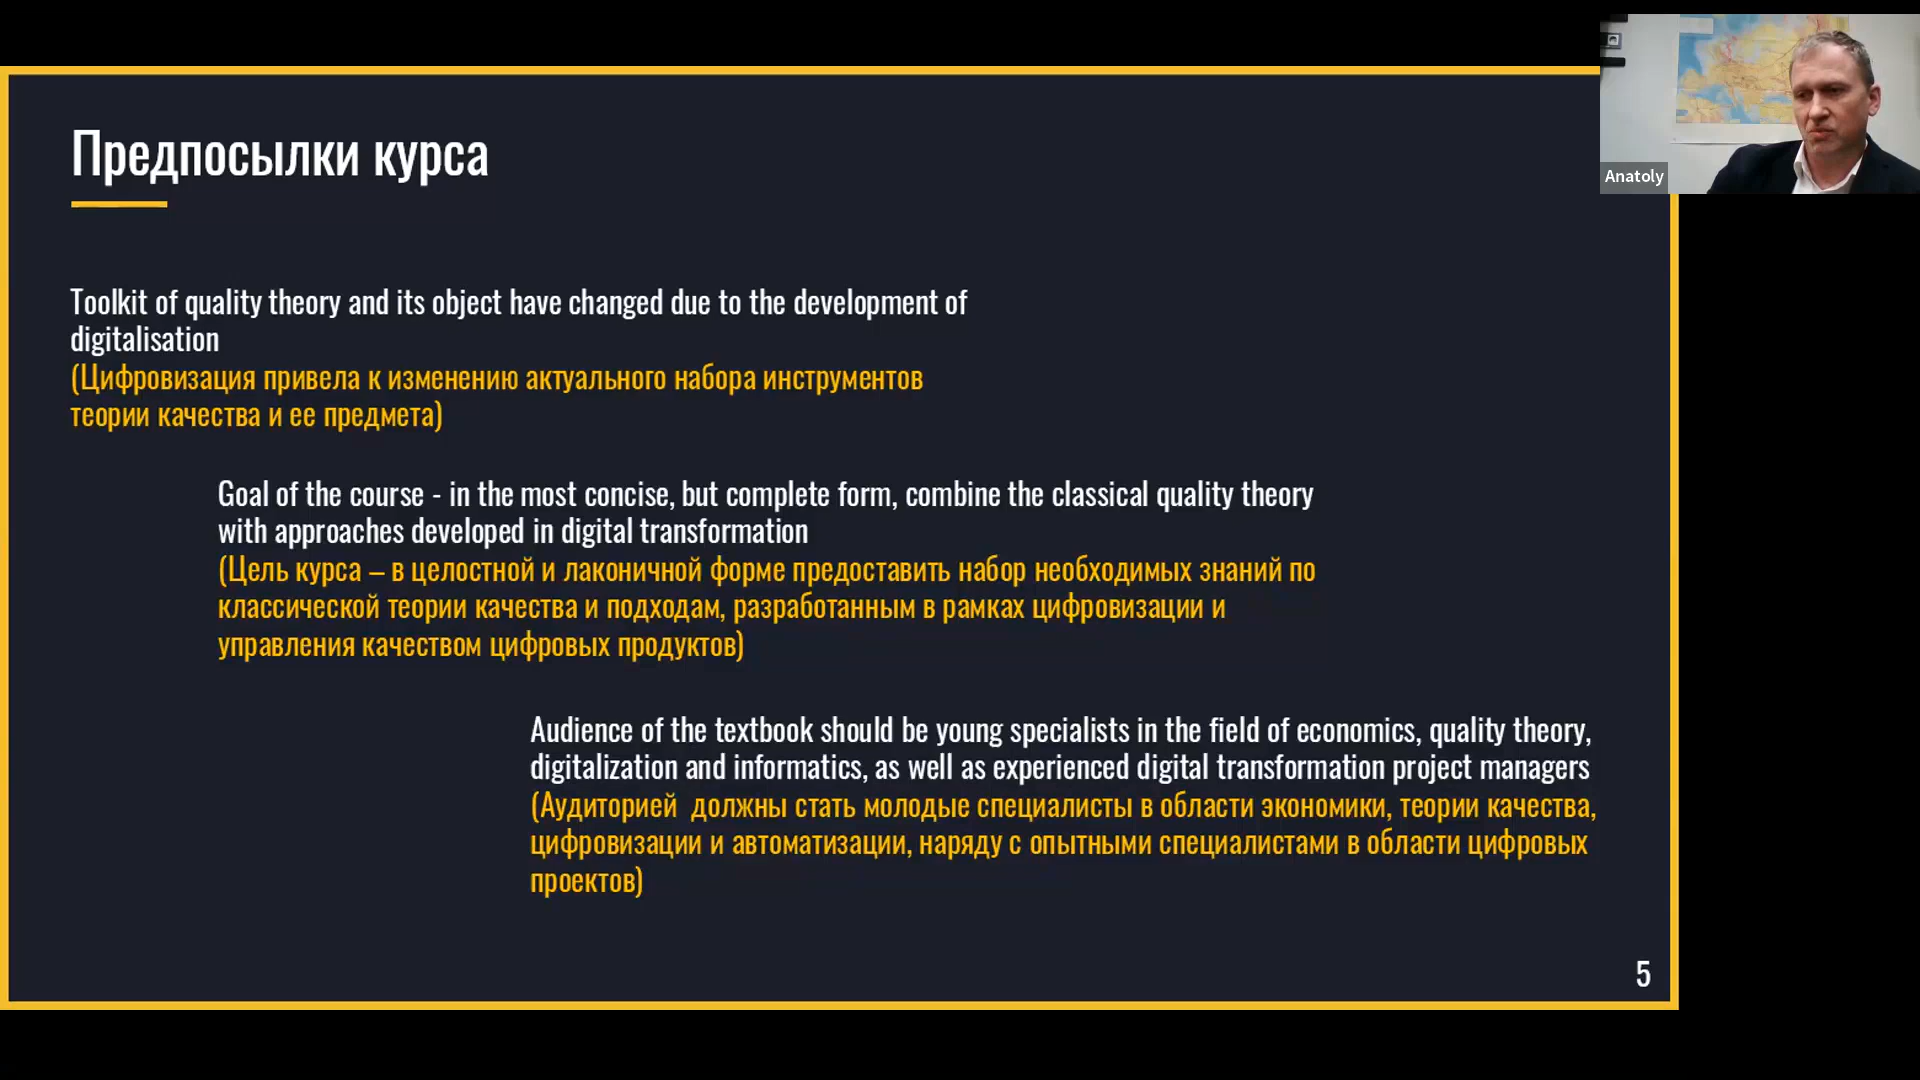 Anatoly
Предпосылки курса
Toolkit of quality theory and its object have changed due to the development of
digitalisation
(Цифровизация привела к изменению актуального набора инструментов
теории качества и ее предмета)
Goal of the course - in the most concise, but complete form, combine the classical quality theory
with approaches developed in digital transformation
(Цель курса – в целостной и лаконичной форме предоставить набор необходимых знаний по
классической теории качества и подходам, разработанным в рамках цифровизации и
управления качеством цифровых продуктов)
Audience of the textbook should be young specialists in the field of economics, quality theory,
digitalization and informatics, as well as experienced digital transformation project managers
(Аудиторией должны стать молодые специалисты в области экономики, теории качества,
цифровизации и автоматизации, наряду с опытными специалистами в области цифровых
проектов)
5